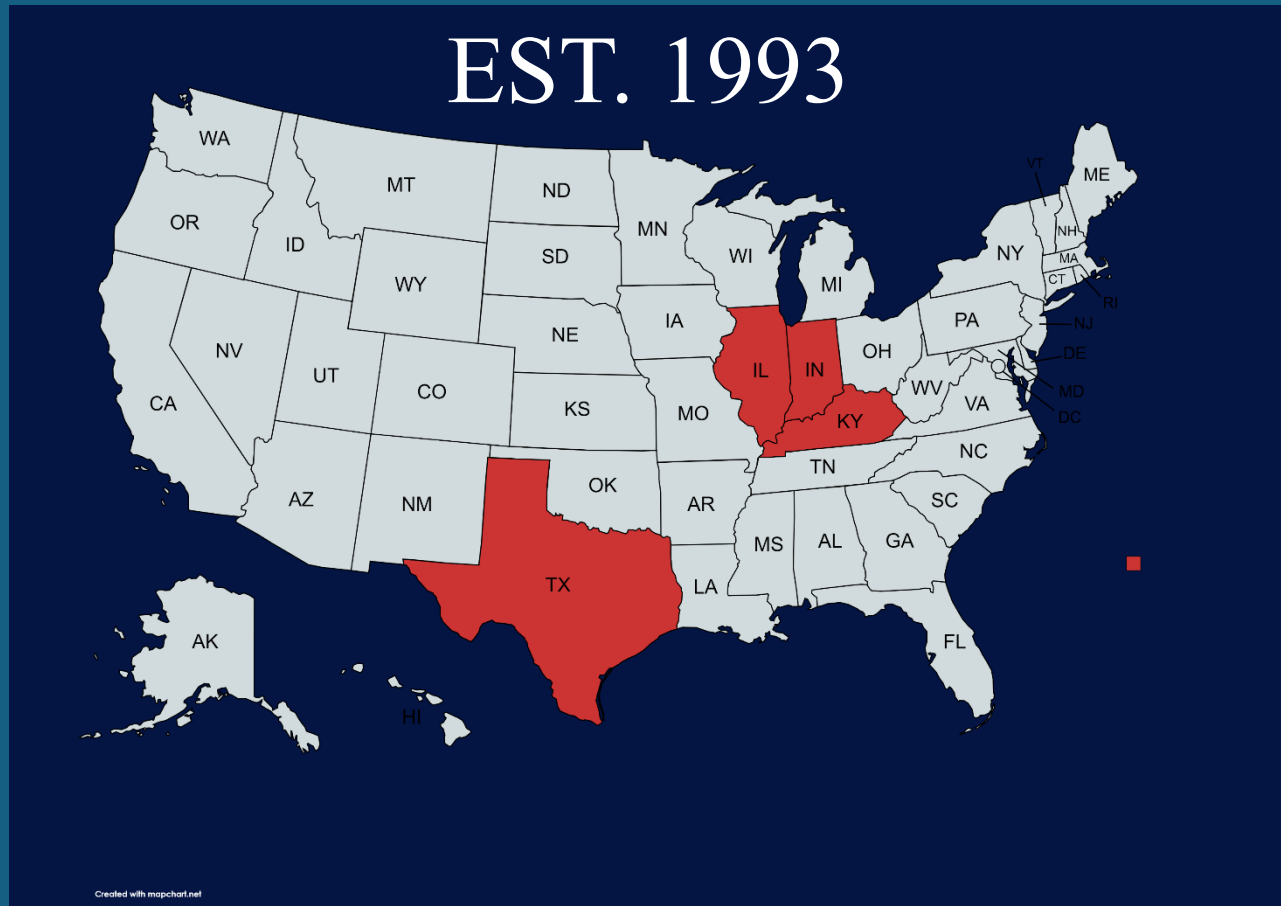 EST. 1993
WA
MT
ND
MN
VT
ME
OR
ID
SD
WI
MI
NY
NH
MA
CT
RI
WY
IA
PA
NJ
NV
NE
IL
IN
OH
DE
UT
CO
MD
CA
KS
MO
KY
WV
VA
DC
AZ
NM
OK
AR
TN
NC
SC
MS
AL
GA
TX
LA
AK
FL
HI
Created with mapchart.net